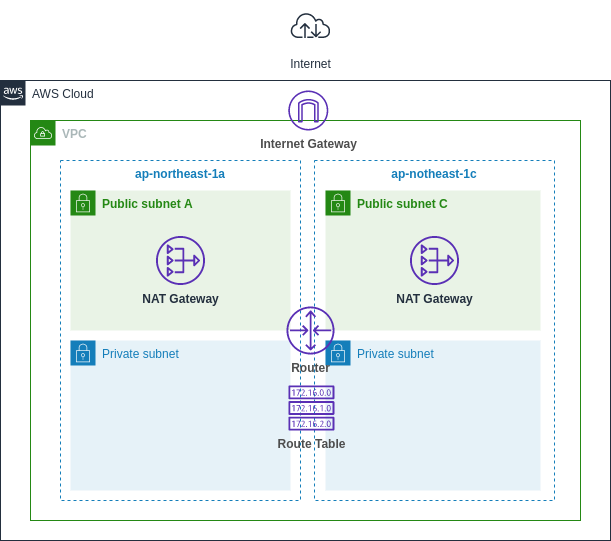 Internet
aws
AWS Cloud
VPC
Internet Gateway
ap-northeast-1a
ap-notheast-1c
Public subnet A
Public subnet C
NAT Gateway
NAT Gateway
Private subnet
Private subnet
Router
172.16.0.0
172.16.1.0
172.16.2.0
Route Table